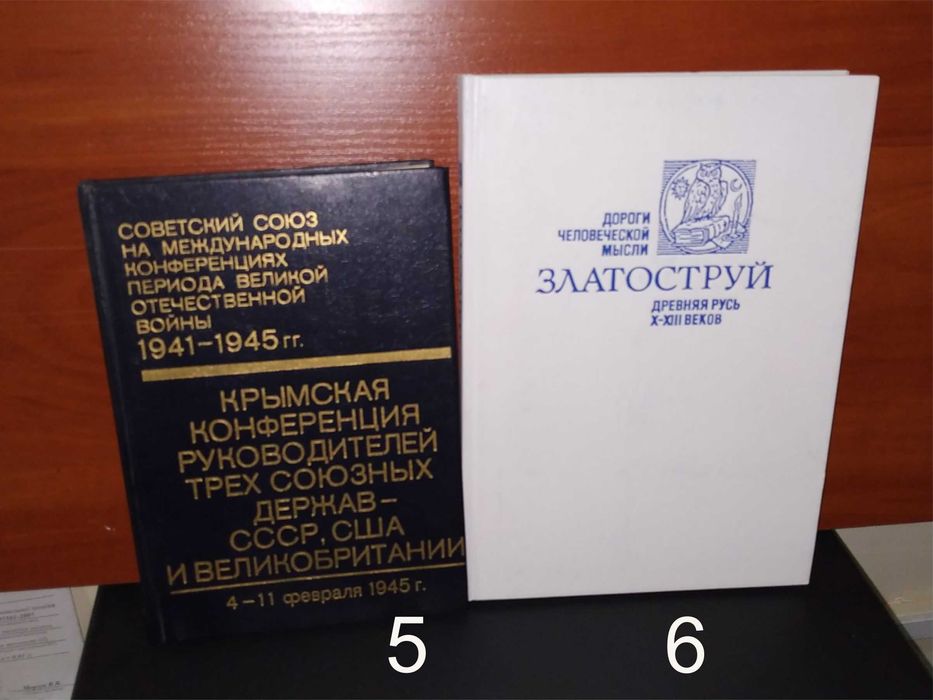 СОВЕТСКИЙ СОЮЗ
НА МЕЖДУНАРОДНЫХ
КОНФЕРЕНЦИЯХ
ПЕРИОДА ВЕЛИКОЙ
ОТЕЧЕСТВЕННОЙ
ВОЙНЫ
1941-1945 гг.
КРЫМСКАЯ
КОНФЕРЕНЦИЯ
РУКОВОДИТЕЛЕЙ
ТРЕХ СОЮЗНЫХ
ДЕРЖАВ-
СССР, США
И ВЕЛИКОБРИТАНИИ
4-11 февраля 1945 г.
5
ДОРОГИ
ЧЕЛОВЕЧЕСКОЙ
МЫСЛИ
ЗЛАТОСТРУЙ
ДРЕВНЯЯ РУСЬ
X-XIII ВЕКОВ
6